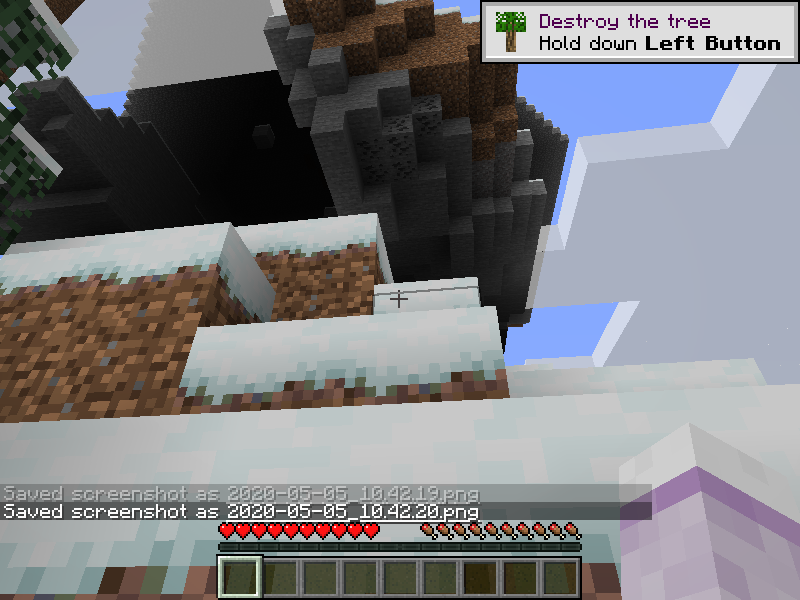 Destroy the tree
Hold down Left Button
Saved screenshot as 2020-05-05_10.42.19.png
Saved screenshot as 2020-05-05_10.42.20.png